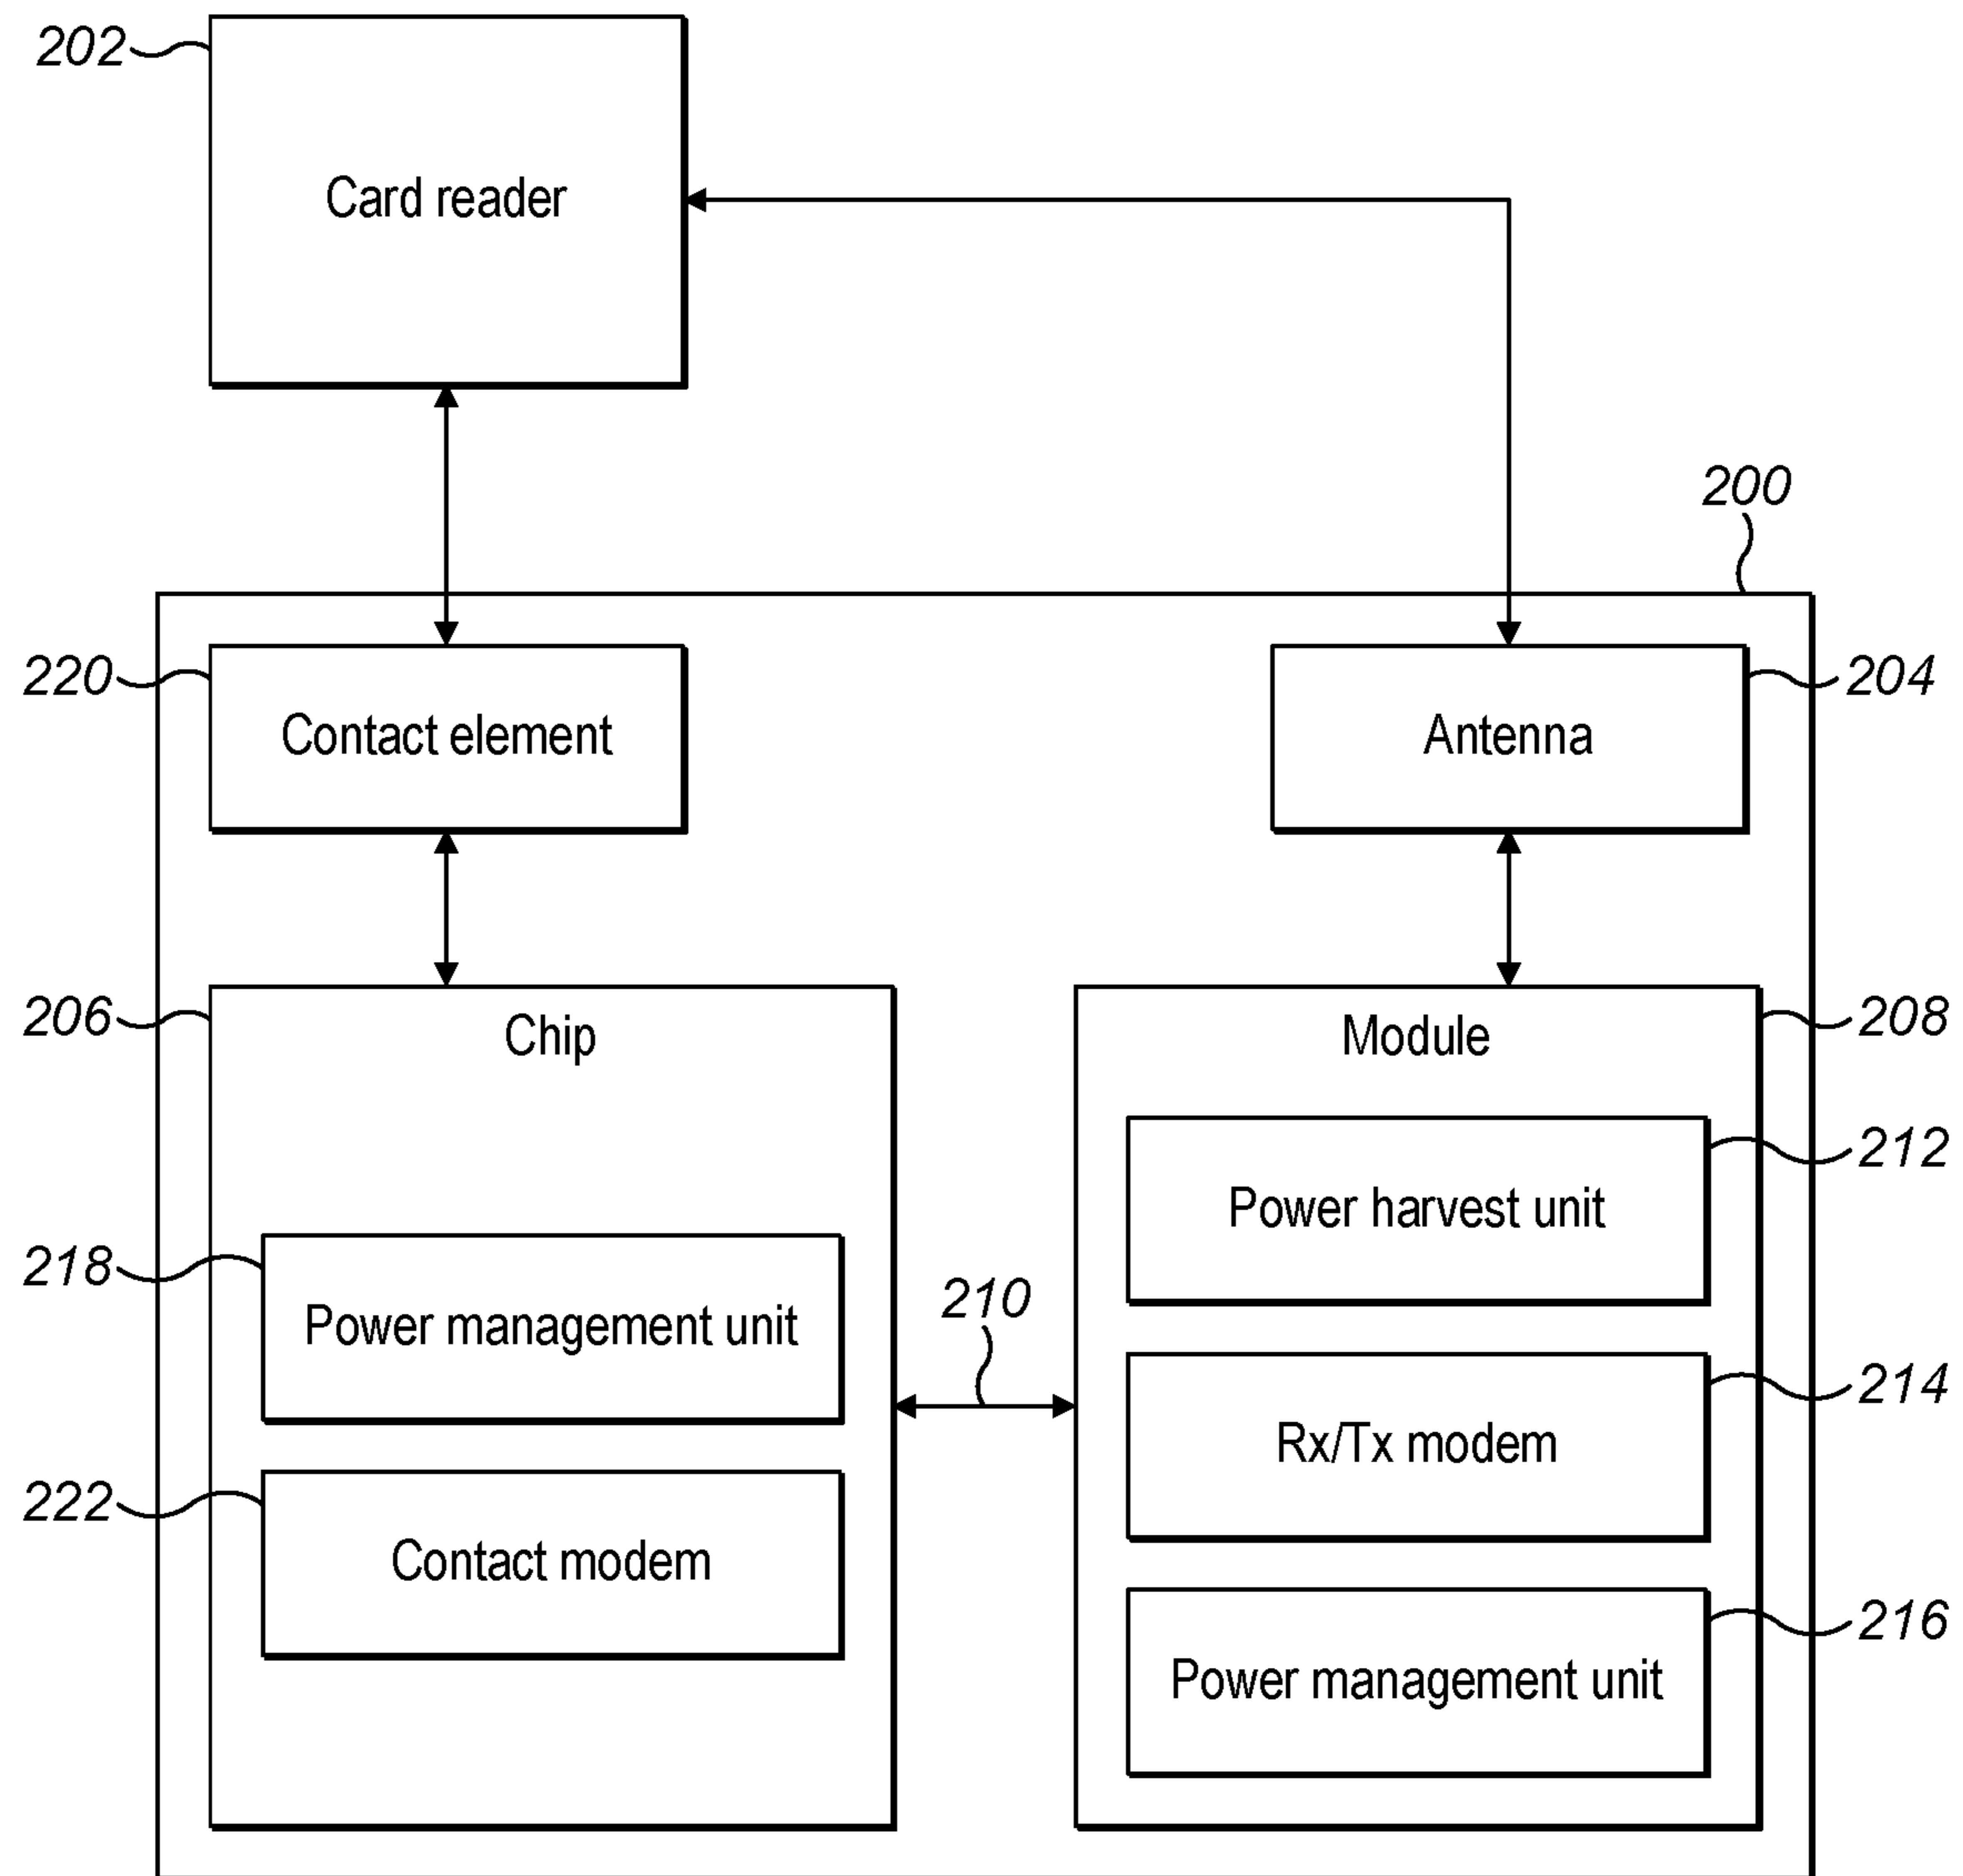 202
Card reader
200
220
Contact element
Antenna
204
206
Chip
Module
208
Power harvest unit
212
218
Power management unit
210
Rx/Tx modem
214
222
Contact modem
Power management unit
216